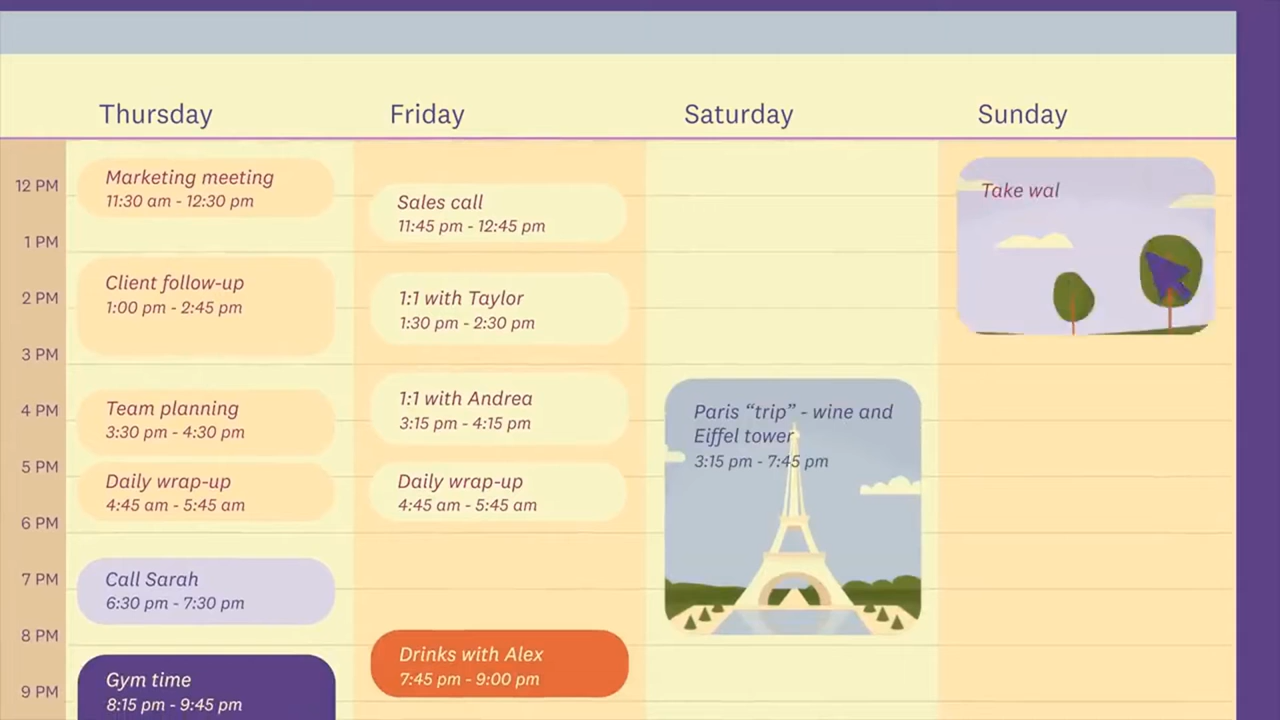 Thursday
Friday
Saturday
Sunday
12 PM
1 PM
2 PM
3 PM
4 PM
5 PM
6 PM
7 PM
8 PM
9 PM
Marketing meeting
11:30 am - 12:30 pm
Client follow-up
1:00 pm - 2:45 pm
Team planning
3:30 pm - 4:30 pm
Daily wrap-up
4:45 am - 5:45 am
Call Sarah
6:30 pm - 7:30 pm
Gym time
8:15 pm - 9:45 pm
Sales call
11:45 pm - 12:45 pm
1:1 with Taylor
1:30 pm - 2:30 pm
1:1 with Andrea
3:15 pm - 4:15 pm
Daily wrap-up
4:45 am - 5:45 am
Drinks with Alex
7:45 pm - 9:00 pm
Paris “trip” - wine and
Eiffel tower
3:15 pm - 7:45 pm
Take wal